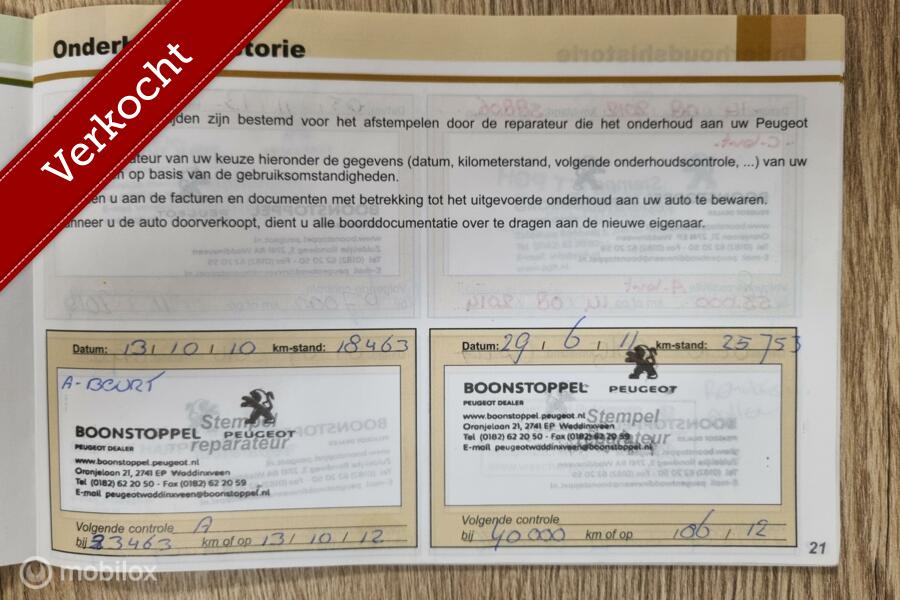 Verkocht
Onderh storie
jden zijn bestemd voor het afstempelen door de reparateur die het onderhoud aan uw Peugeot
ateur van uw keuze hieronder de gegevens (datum, kilometerstand, volgende onderhoudscontrole, ...) van uw
n op basis van de gebruiksomstandigheden.
en u aan de facturen en documenten met betrekking tot het uitgevoerde onderhoud aan uw auto te bewaren.
anneer u de auto doorverkoopt, dient u alle boorddocumentatie over te dragen aan de nieuwe eigenaar.
Datum: 13 / 10 / 10 km-stand: 18463
A-BEURT
Stempel
reparateur
BOONSTOPPEL PEUGEOT
PEUGEOT DEALER
www.boonstoppel.peugeot.nl
Oranjelaan 21, 2741 EP Waddinxveen
Tel (0182) 62 20 50 - Fax (0182) 62 20 59
E-mail peugeotwaddinxveen@boonstoppel.nl
Volgende controle A
bij 33463 km of op 13 / 10 / 12
Datum: 29 / 6 / 11 km-stand: 25753
BOONSTOPPEL PEUGEOT
PEUGEOT DEALER
www.boonstoppel.peugeot.nl
Stempel
Oranjelaan 21, 2741 EP Waddinxveen
Tel (0182) 62 20 50 - Fax (0182) 62 20 59
reparateur
E-mail peugeotwaddinxveen@boonstoppel.nl
Volgende controle
bij 40000 km of op / 06 / 12
21
mobilox